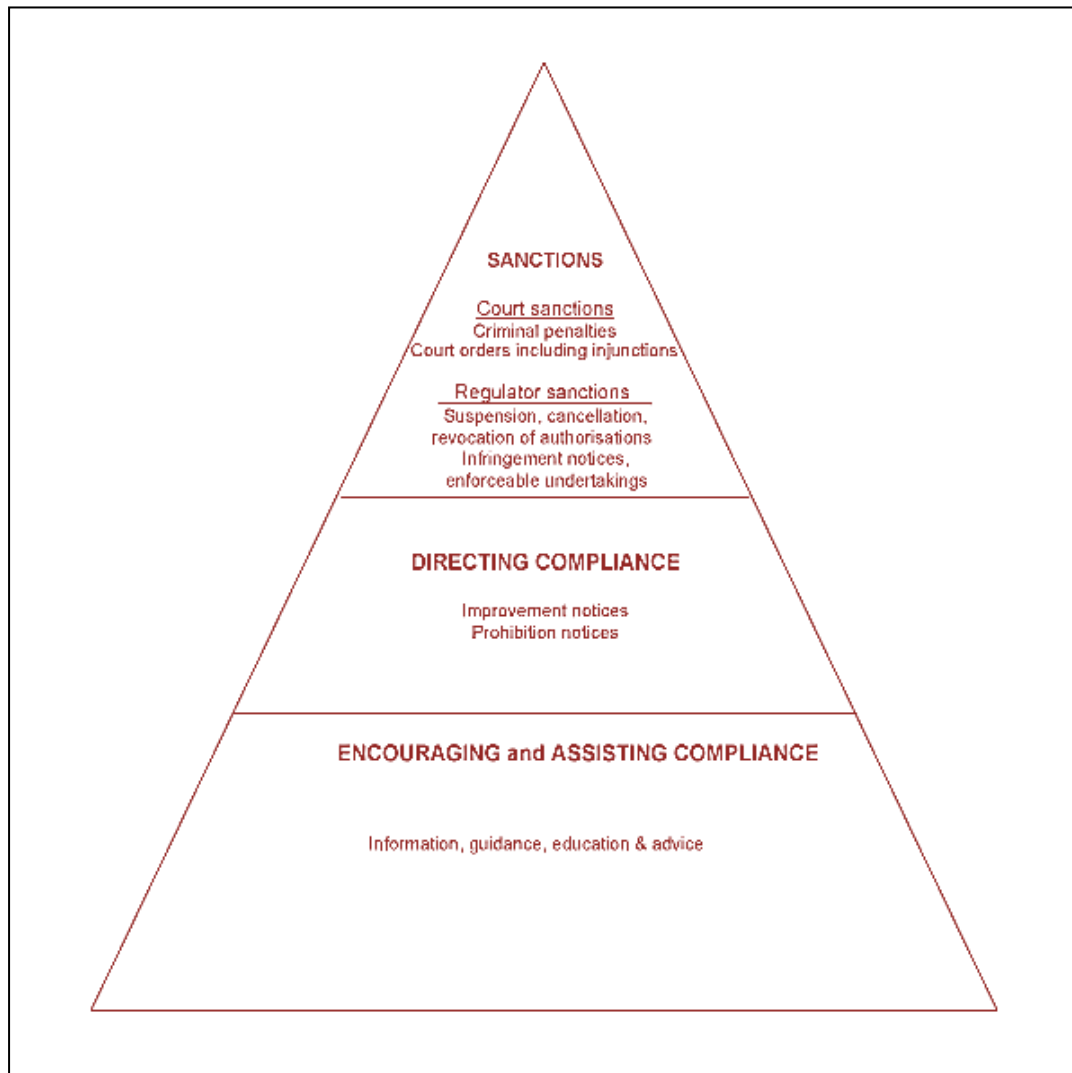 SANCTIONS
Court sanctions
Criminal penalties
Court orders including injunctions
Regulator sanctions
Suspension, cancellation,
revocation of authorisations
Infringement notices,
enforceable undertakings
DIRECTING COMPLIANCE
Improvement notices
Prohibition notices
ENCOURAGING and ASSISTING COMPLIANCE
Information, guidance, education & advice